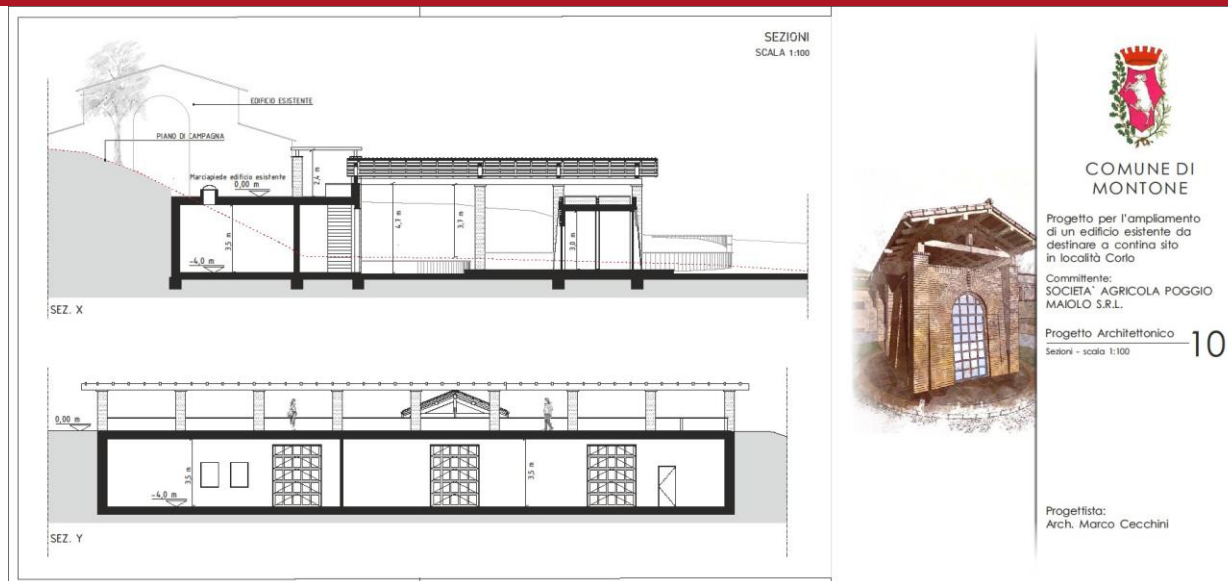 SEZIONI
SCALA 1:100
EDIFICIO ESISTENTE
PIANO DI CAMPAGNA
Marciapiede edificio esistente
0,00 m
2,4 m
4,7 m
3,7 m
3,5 m
3,0 m
-4,0 m
SEZ. X
0,00 m
3,5 m
3,5 m
-4,0 m
SEZ. Y
COMUNE DI
MONTONE
Progetto per l'ampliamento
di un edificio esistente da
destinare a contina sito
in località Corlo
Committente:
SOCIETA` AGRICOLA POGGIO
MAIOLO S.R.L.
Progetto Architettonico
Sezioni - scala 1:100
10
Progettista:
Arch. Marco Cecchini